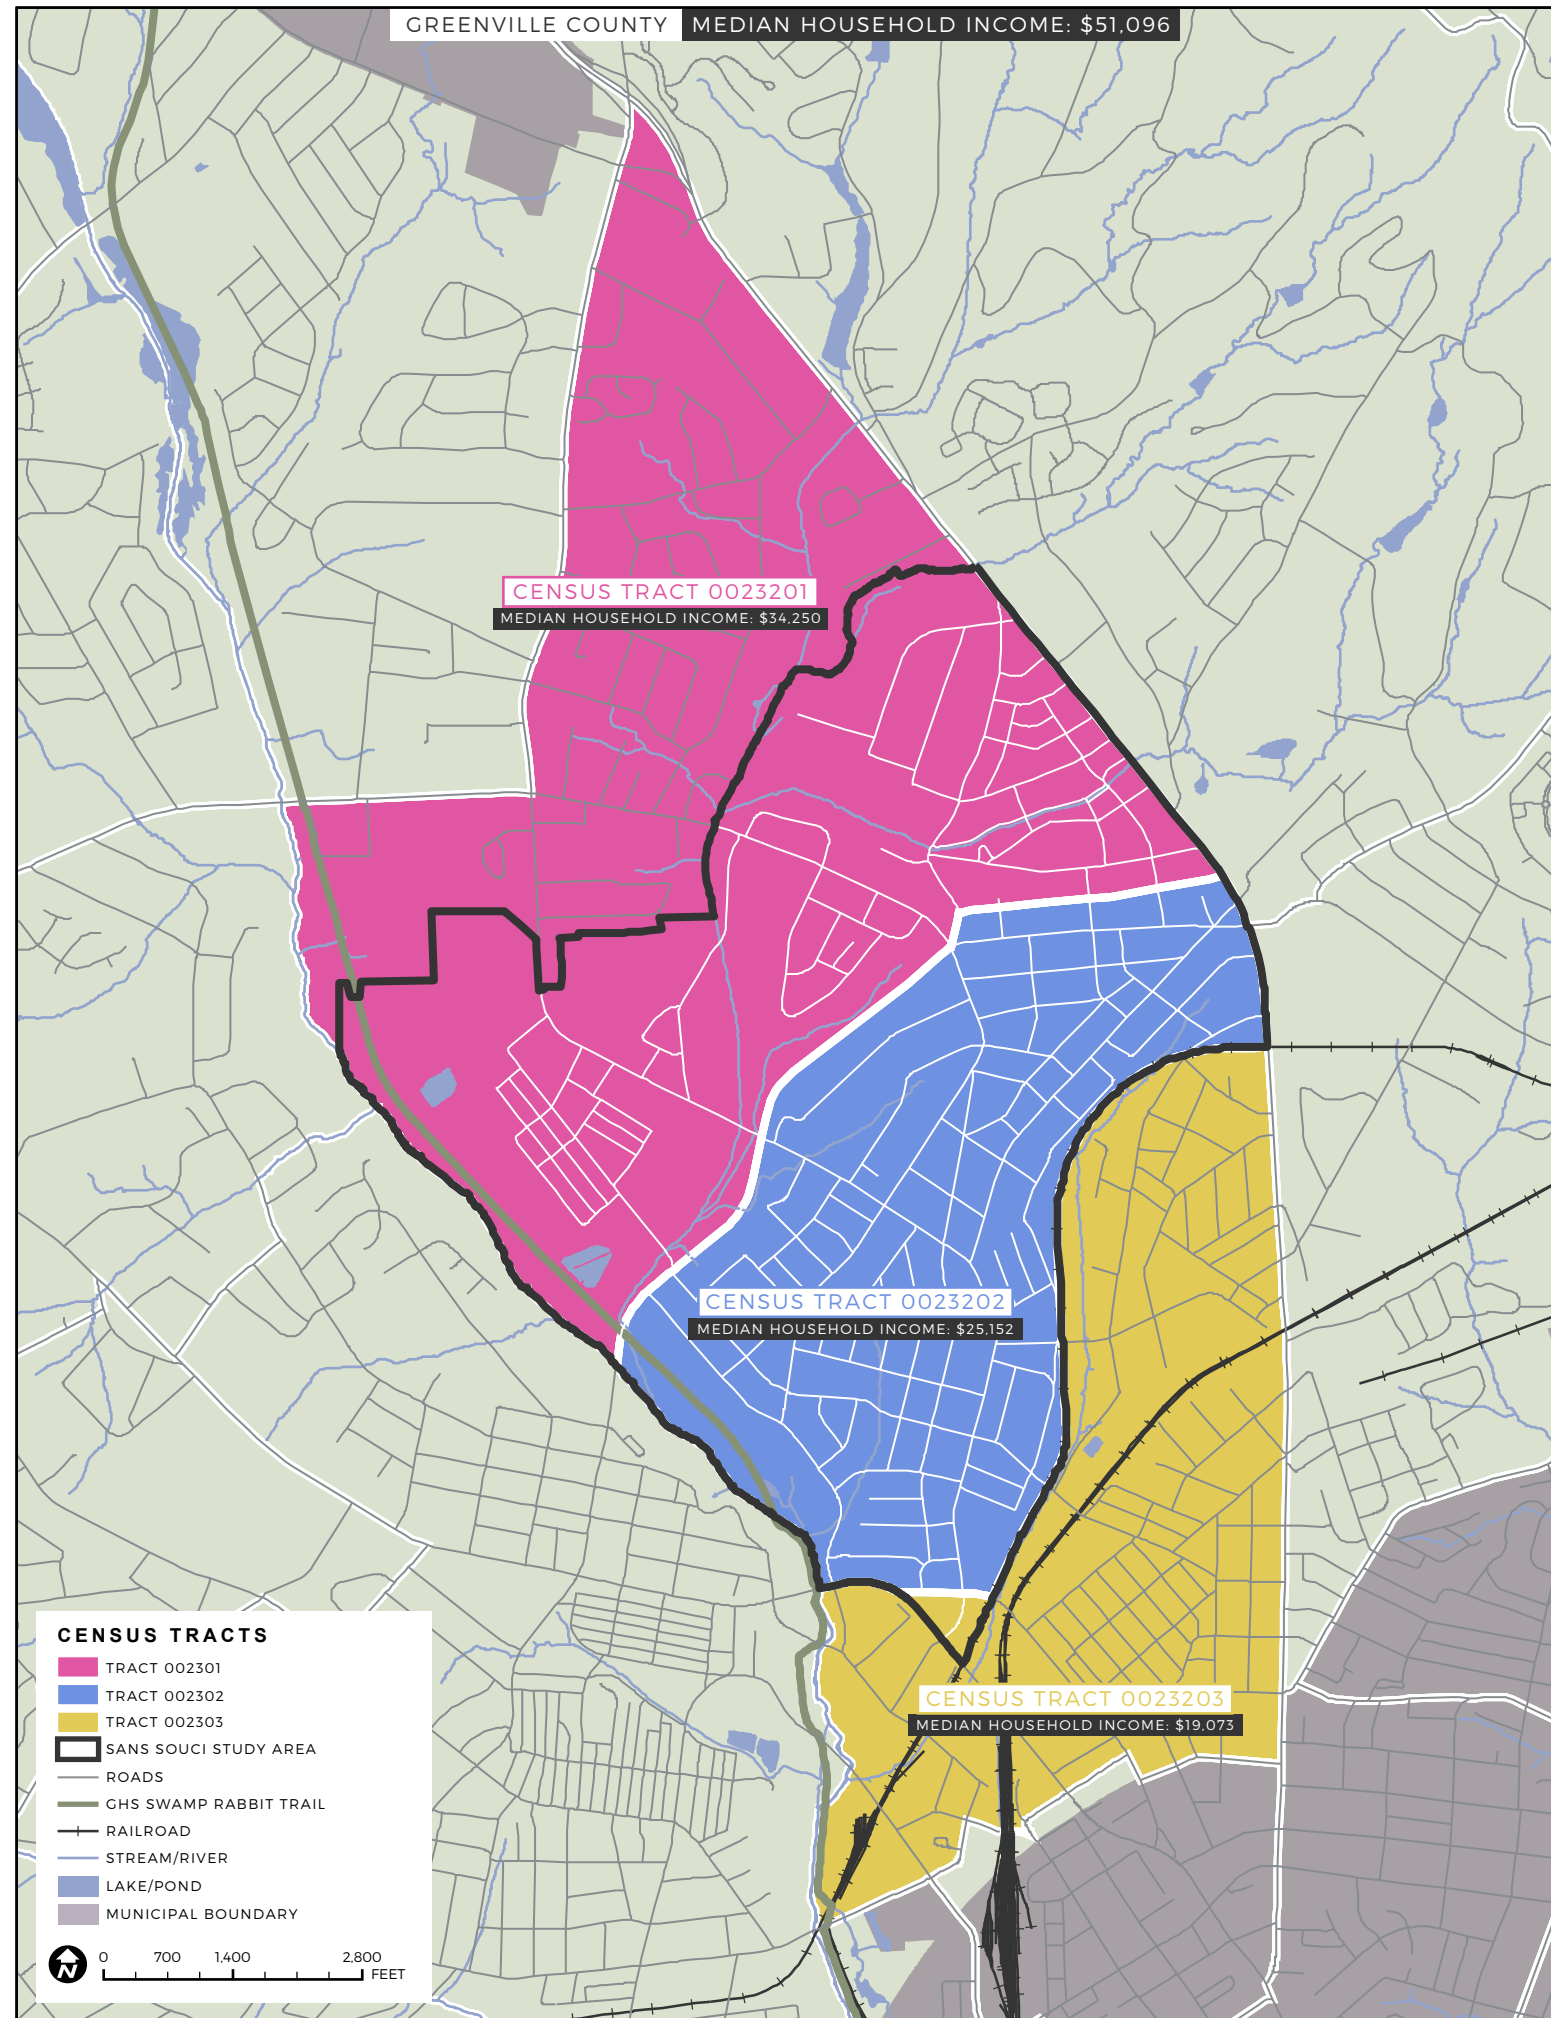 GREENVILLE COUNTY MEDIAN HOUSEHOLD INCOME: $51,096
CENSUS TRACT 0023201
MEDIAN HOUSEHOLD INCOME: $34,250
CENSUS TRACT 0023202
MEDIAN HOUSEHOLD INCOME: $25,152
CENSUS TRACT 0023203
MEDIAN HOUSEHOLD INCOME: $19,073
CENSUS TRACTS
TRACT 002301
TRACT 002302
TRACT 002303
SANS SOUCI STUDY AREA
ROADS
GHS SWAMP RABBIT TRAIL
RAILROAD
STREAM/RIVER
LAKE/POND
MUNICIPAL BOUNDARY
N 0 700 1,400 2,800
FEET